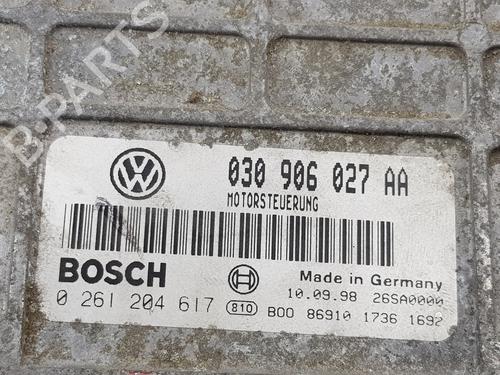 B-PARTS
030 906 027 AA
MOTORSTEUERUNG
BOSCH
Made in Germany
0 261 204 617
10.09.98 26SA0000
810 B00 86910 1736 1692